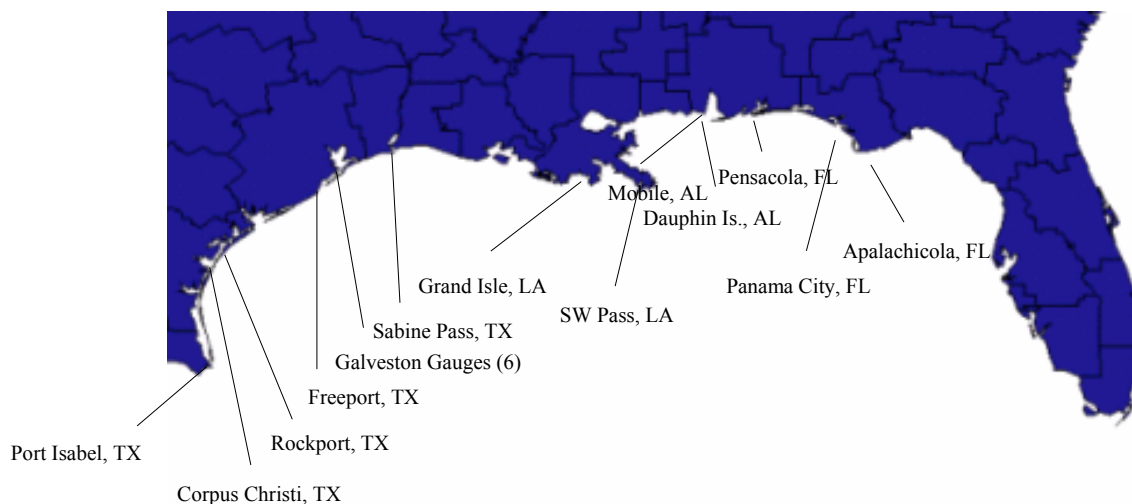 Mobile, AL
Pensacola, FL
Dauphin Is., AL
Apalachicola, FL
Grand Isle, LA
Panama City, FL
SW Pass, LA
Sabine Pass, TX
Galveston Gauges (6)
Freeport, TX
Rockport, TX
Port Isabel, TX
Corpus Christi, TX